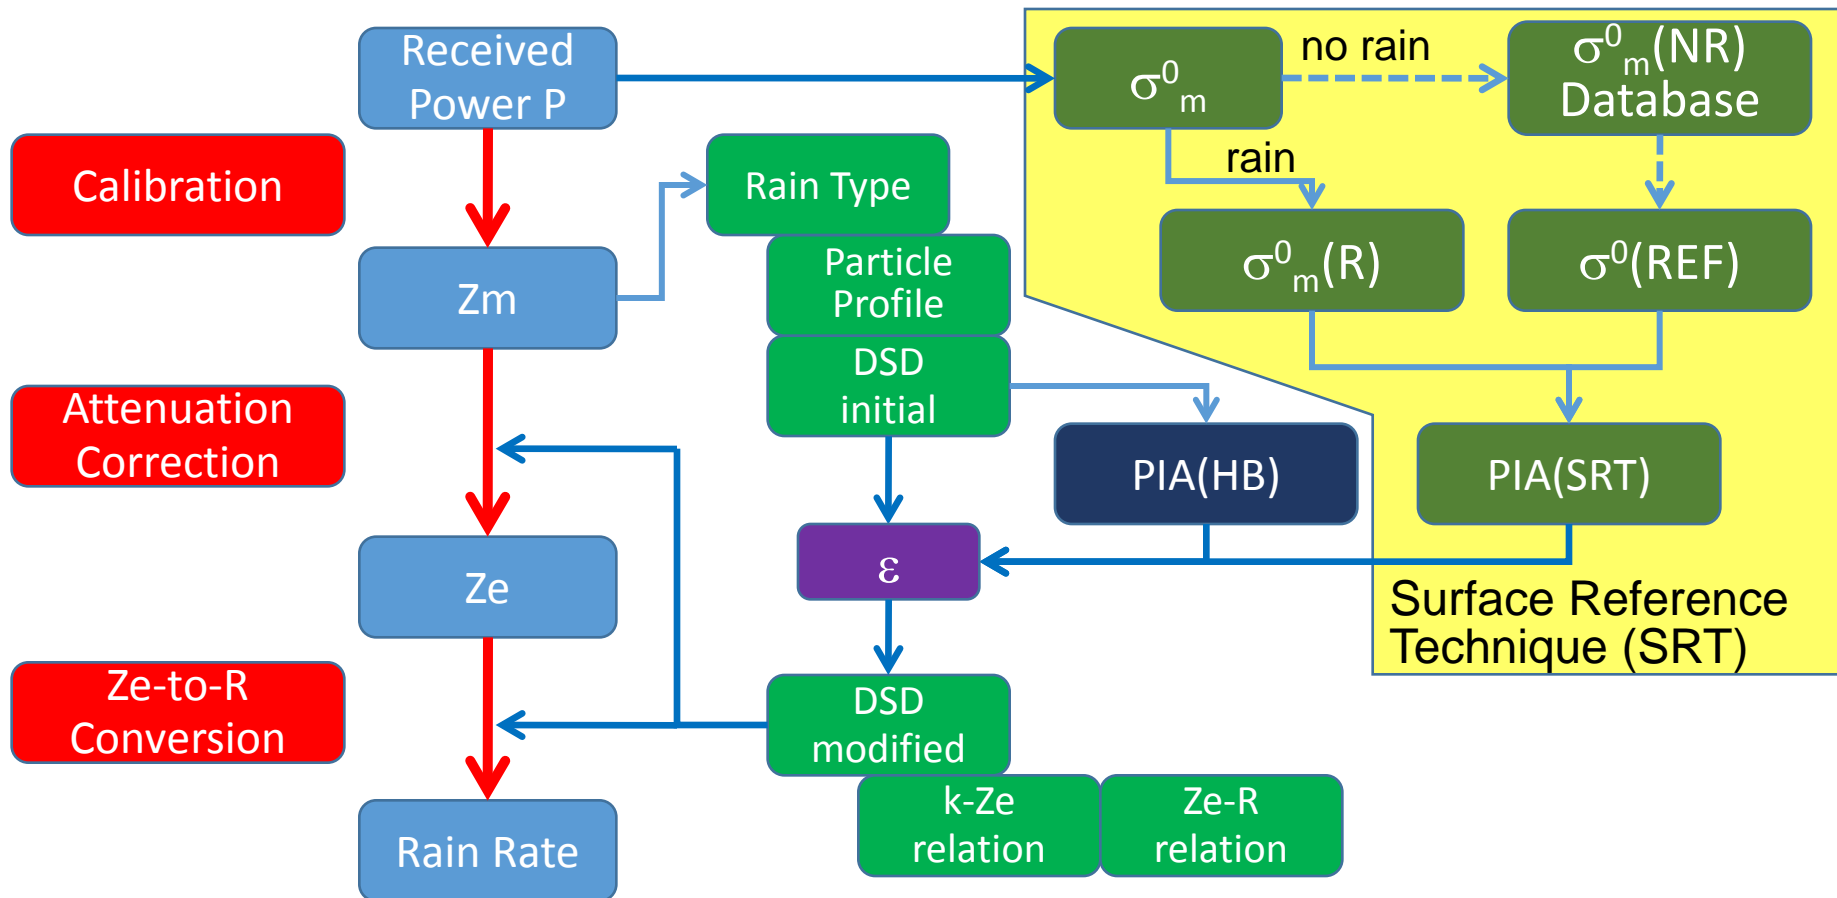 Received
Power P
σ⁰ₘ
no rain
σ⁰ₘ(NR)
Database
Calibration
Rain Type
rain
Zm
Particle
Profile
σ⁰ₘ(R)
σ⁰(REF)
Attenuation
Correction
DSD
initial
PIA(HB)
PIA(SRT)
Ze
ε
Surface Reference
Technique (SRT)
Ze-to-R
Conversion
DSD
modified
Rain Rate
k-Ze
relation
Ze-R
relation